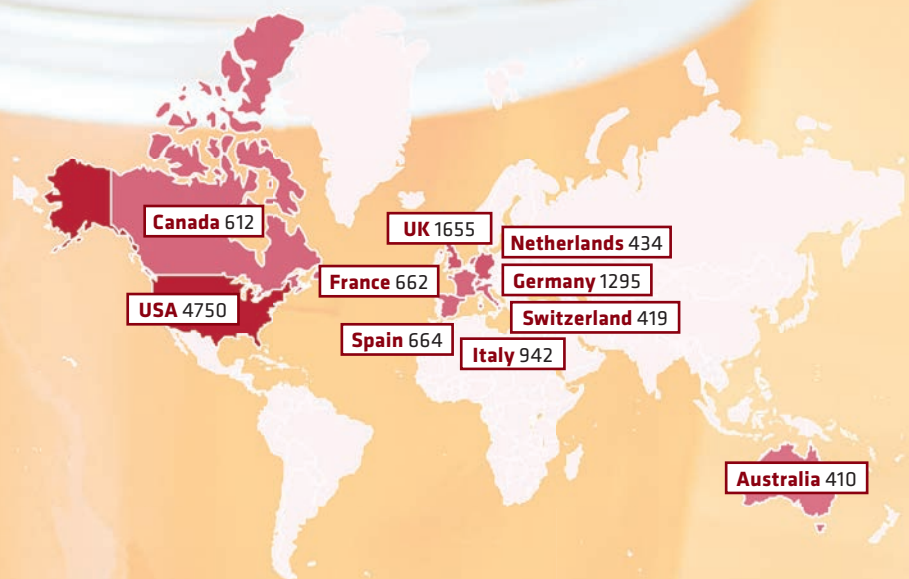 Canada 612
UK 1655
Netherlands 434
France 662
Germany 1295
USA 4750
Switzerland 419
Spain 664
Italy 942
Australia 410